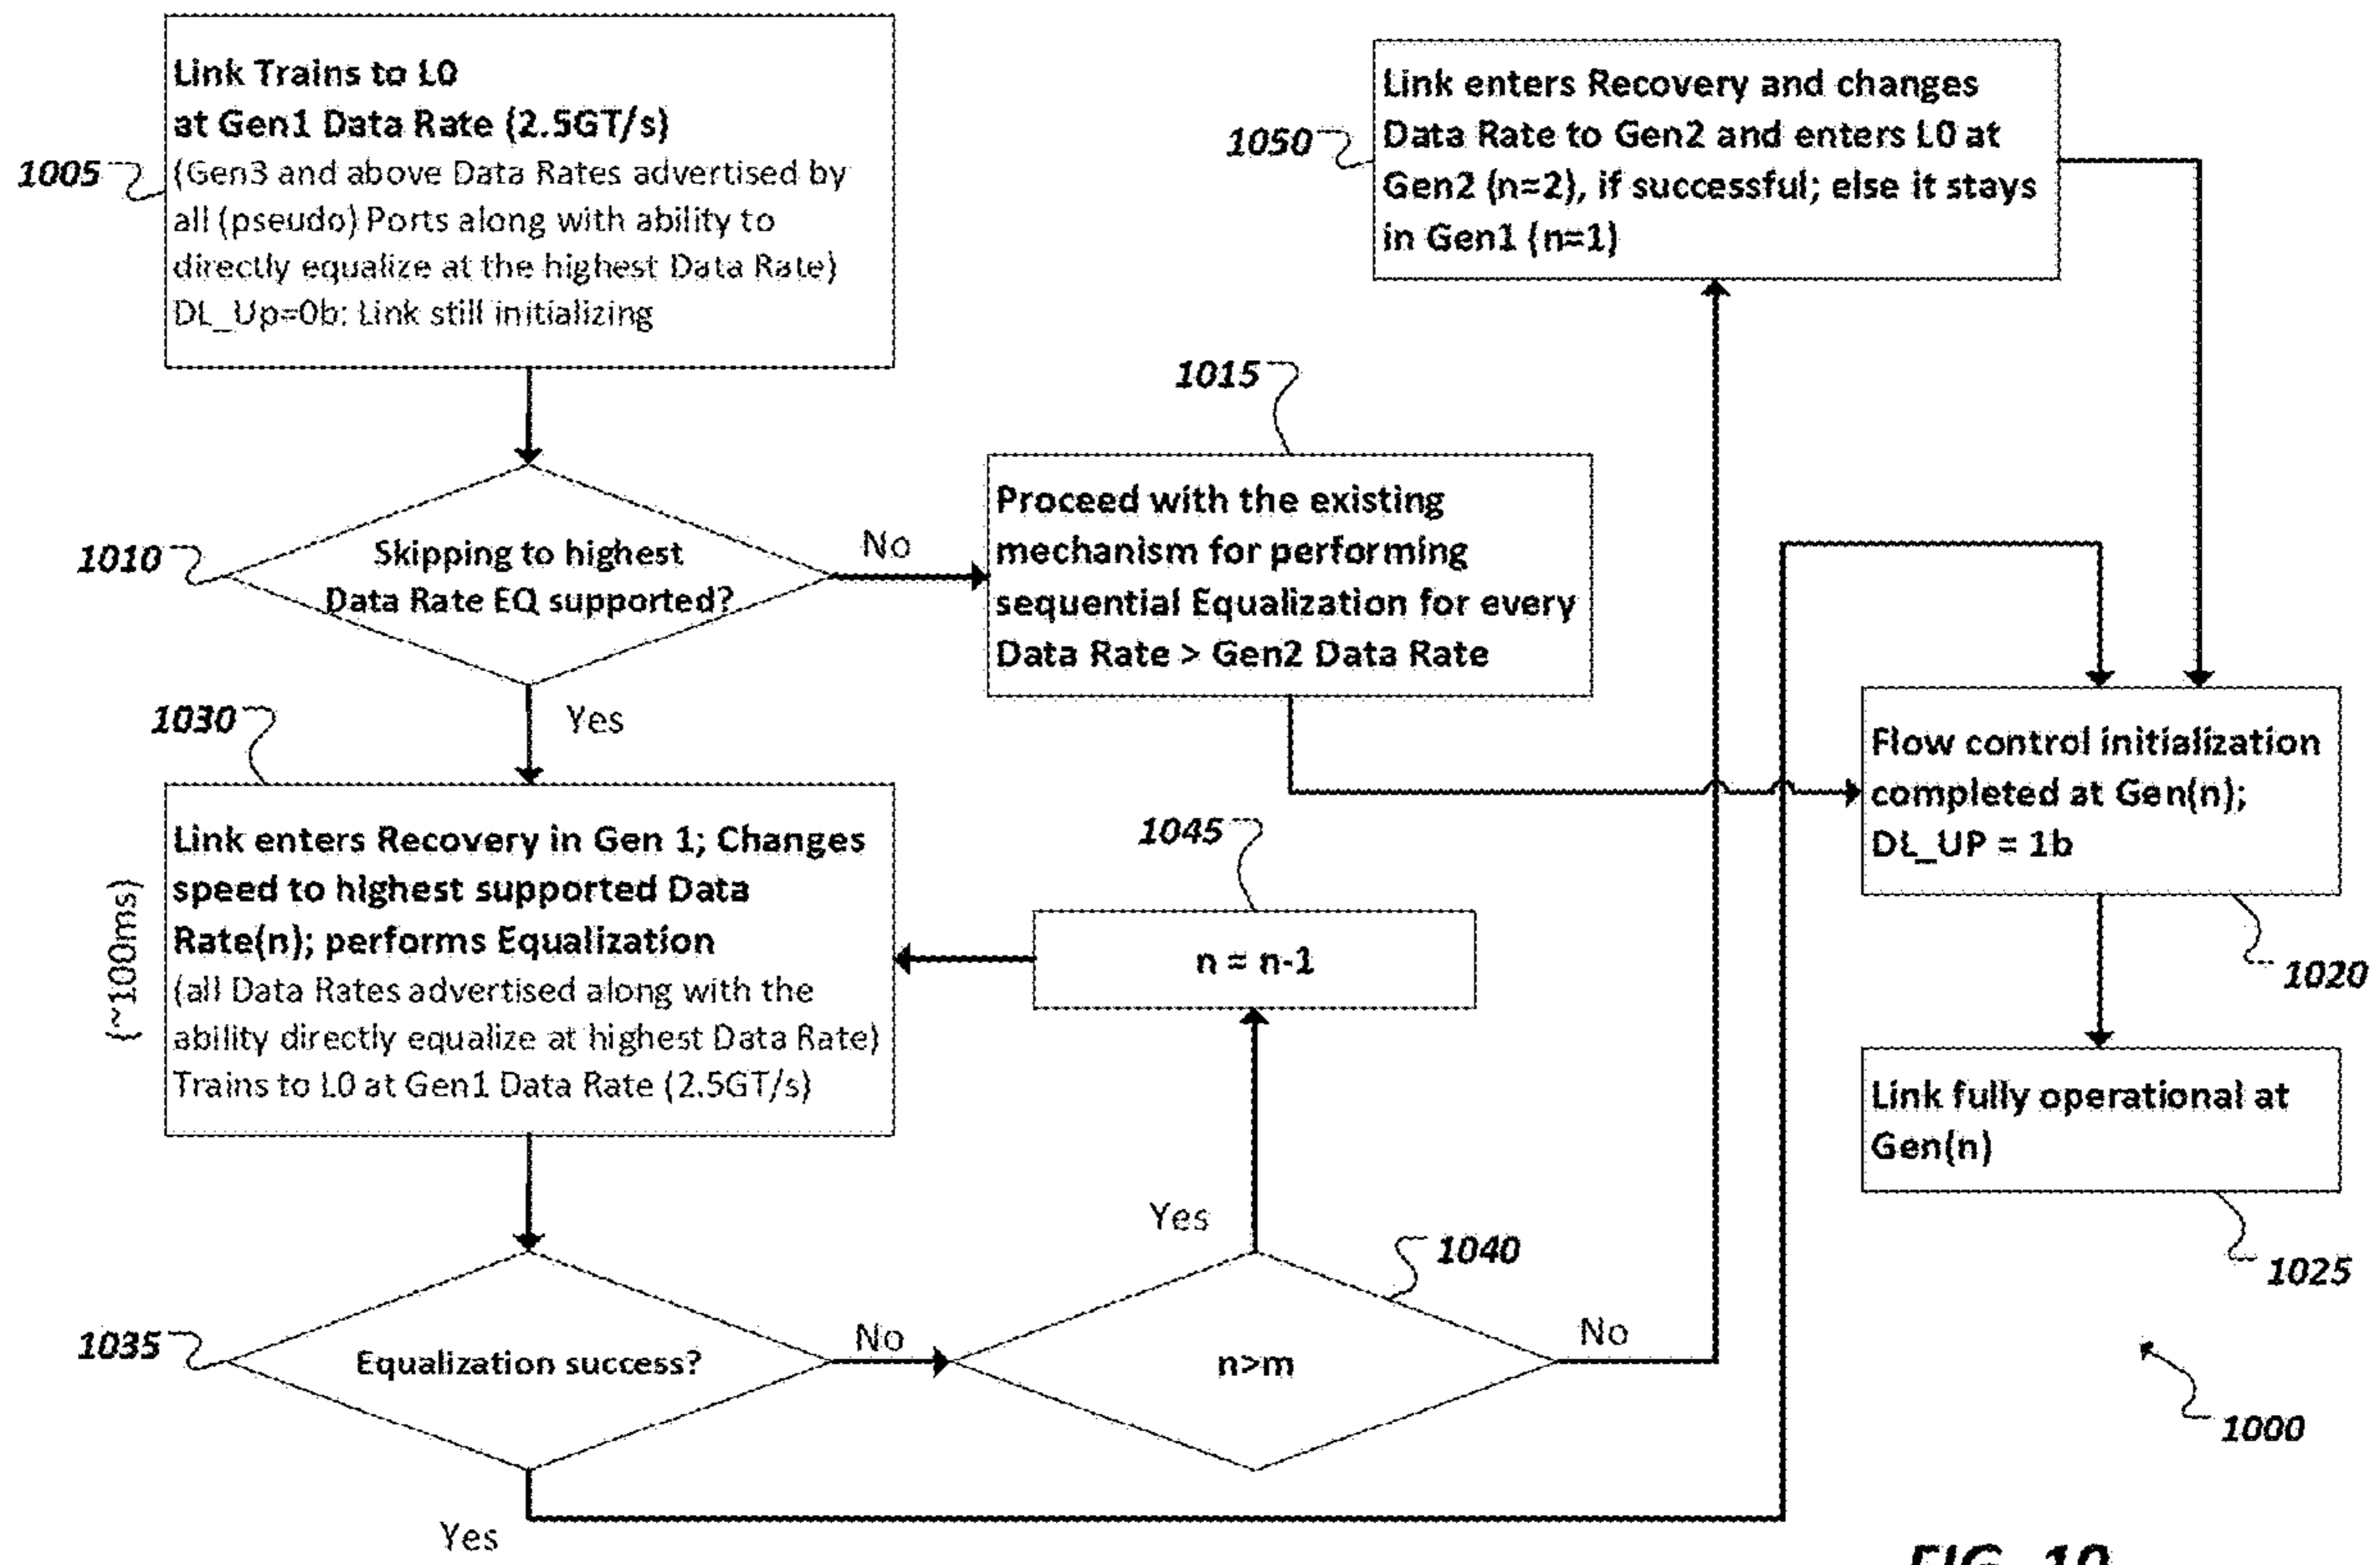 Link Trains to L0
at Gen1 Data Rate (2.5GT/s)
(Gen3 and above Data Rates advertised by
all (pseudo) Ports along with ability to
directly equalize at the highest Data Rate)
DL_Up=0b: Link still initializing
1005
Link enters Recovery and changes
Data Rate to Gen2 and enters L0 at
Gen2 (n=2), if successful; else it stays
in Gen1 (n=1)
1050
1015
1010
Skipping to highest
Data Rate EQ supported?
No
Yes
Proceed with the existing
mechanism for performing
sequential Equalization for every
Data Rate > Gen2 Data Rate
1030
(~100ms)
Link enters Recovery in Gen 1; Changes
speed to highest supported Data
Rate(n); performs Equalization
(all Data Rates advertised along with the
ability directly equalize at highest Data Rate)
Trains to L0 at Gen1 Data Rate (2.5GT/s)
1045
n = n-1
Flow control initialization
completed at Gen(n);
DL_UP = 1b
1020
Link fully operational at
Gen(n)
1025
1035
Equalization success?
No
Yes
Yes
1040
n>m
No
1000